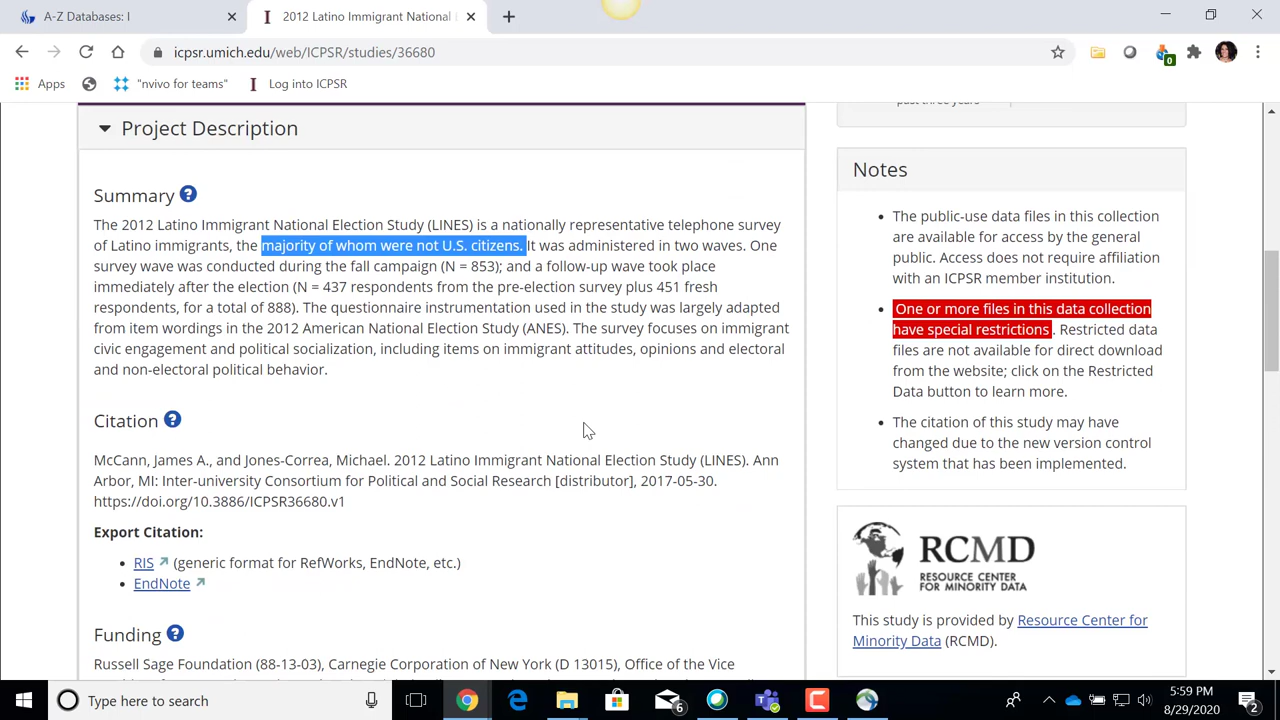 A-Z Databases: I
2012 Latino Immigrant National
icpsr.umich.edu/web/ICPSR/studies/36680
0
Apps
"nvivo for teams"
Log into ICPSR
past three years
Project Description
Summary
The 2012 Latino Immigrant National Election Study (LINES) is a nationally representative telephone survey
of Latino immigrants, the majority of whom were not U.S. citizens. It was administered in two waves. One
survey wave was conducted during the fall campaign (N = 853); and a follow-up wave took place
immediately after the election (N = 437 respondents from the pre-election survey plus 451 fresh
respondents, for a total of 888). The questionnaire instrumentation used in the study was largely adapted
from item wordings in the 2012 American National Election Study (ANES). The survey focuses on immigrant
civic engagement and political socialization, including items on immigrant attitudes, opinions and electoral
and non-electoral political behavior.
Citation
McCann, James A., and Jones-Correa, Michael. 2012 Latino Immigrant National Election Study (LINES). Ann
Arbor, MI: Inter-university Consortium for Political and Social Research [distributor], 2017-05-30.
https://doi.org/10.3886/ICPSR36680.v1
Export Citation:
RIS (generic format for RefWorks, EndNote, etc.)
EndNote
Funding
Russell Sage Foundation (88-13-03), Carnegie Corporation of New York (D 13015), Office of the Vice
Notes
The public-use data files in this collection
are available for access by the general
public. Access does not require affiliation
with an ICPSR member institution.
One or more files in this data collection
have special restrictions . Restricted data
files are not available for direct download
from the website; click on the Restricted
Data button to learn more.
The citation of this study may have
changed due to the new version control
system that has been implemented.
RCMD
RESOURCE CENTER
FOR MINORITY DATA
This study is provided by Resource Center for
Minority Data (RCMD).
Type here to search
6
5:59 PM
8/29/2020
2